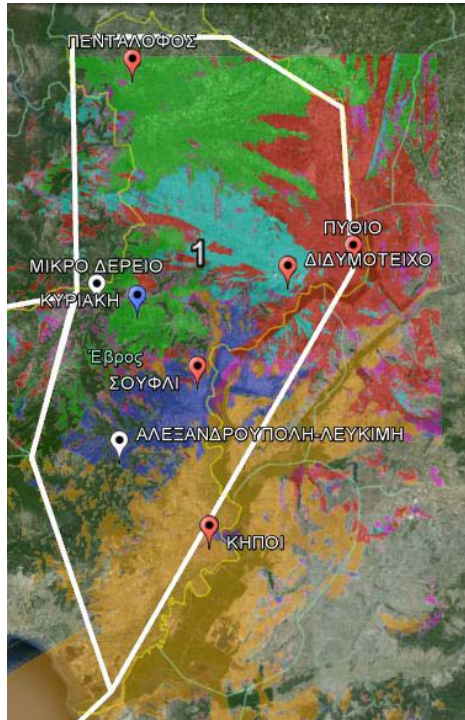 ΠΕΝΤΑΛΟΦΟΣ
ΠΥΘΙΟ
1
ΔΙΔΥΜΟΤΕΙΧΟ
ΜΙΚΡΟ ΔΕΡΕΙΟ
ΚΥΡΙΑΚΗ
Έβρος
ΣΟΥΦΛΙ
ΑΛΕΞΑΝΔΡΟΥΠΟΛΗ-ΛΕΥΚΙΜΗ
ΚΗΠΟΙ